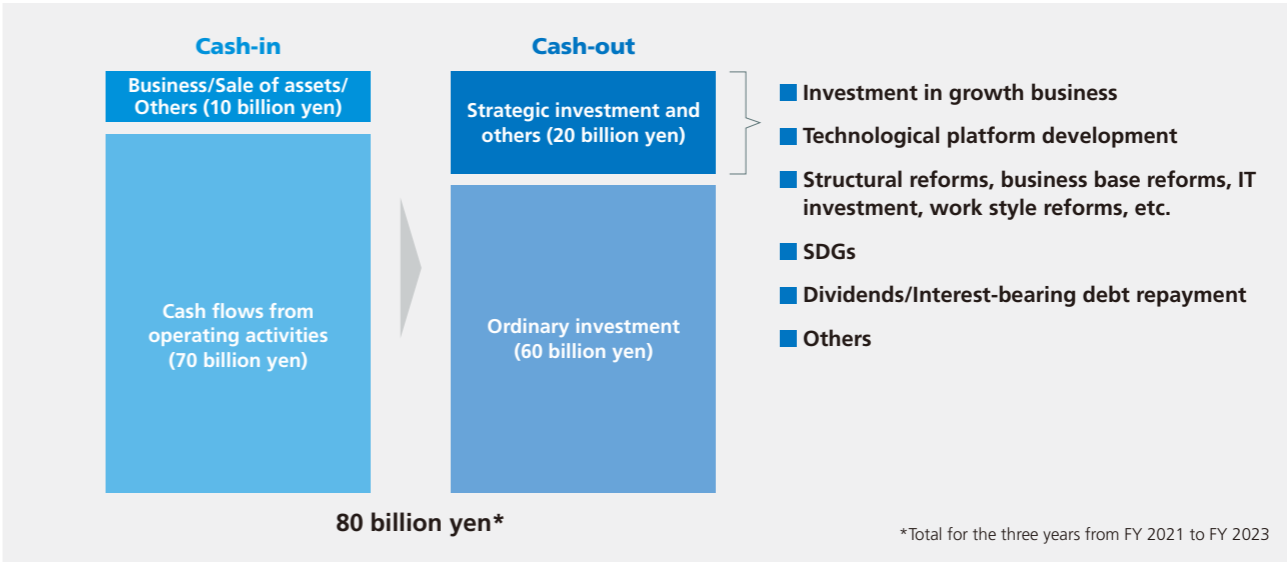 Cash-in
Business/Sale of assets/
Others (10 billion yen)
Cash flows from
operating activities
(70 billion yen)
Cash-out
Strategic investment and
others (20 billion yen)
Ordinary investment
(60 billion yen)
Investment in growth business
Technological platform development
Structural reforms, business base reforms, IT
investment, work style reforms, etc.
SDGs
Dividends/Interest-bearing debt repayment
Others
80 billion yen*
*Total for the three years from FY 2021 to FY 2023